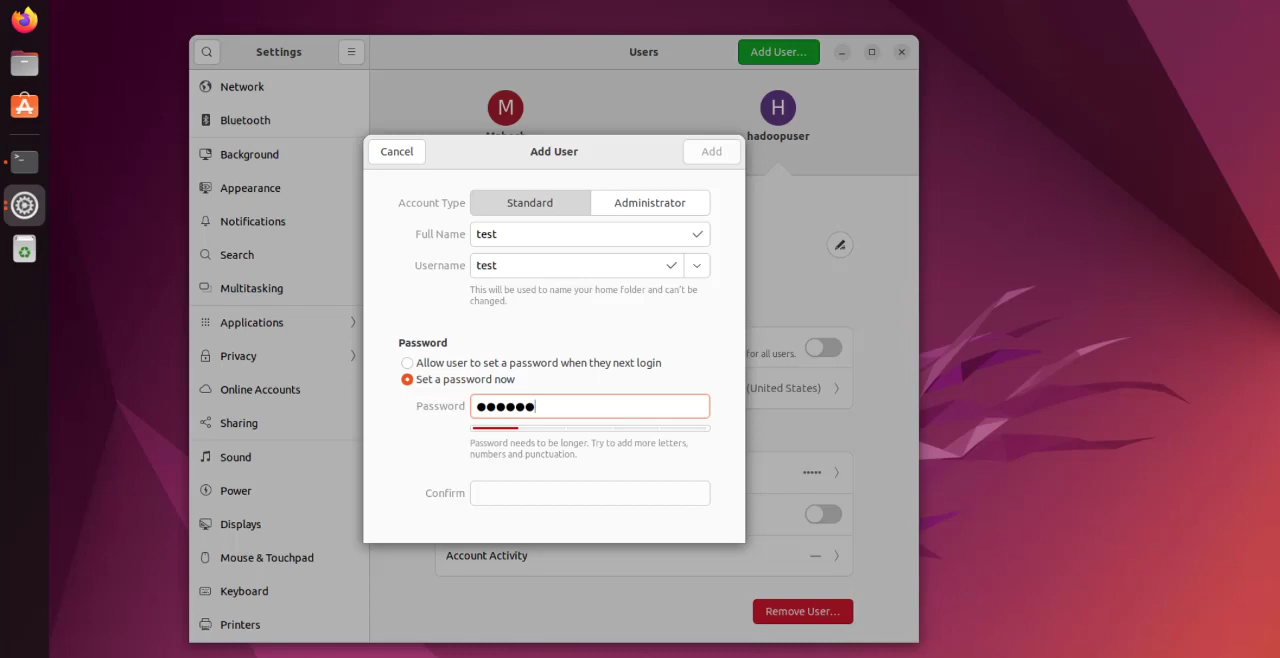 Settings
Users
Add User...
Network
Bluetooth
Background
Appearance
Notifications
Search
Multitasking
Applications
Privacy
Online Accounts
Sharing
Sound
Power
Displays
Mouse & Touchpad
Keyboard
Printers
M
H
hadoopuser
Cancel
Add User
Add
Account Type
Standard
Administrator
Full Name
test
Username
test
This will be used to name your home folder and can't be
changed.
Password
Allow user to set a password when they next login
Set a password now
Password
●●●●●●
Password needs to be longer. Try to add more letters,
numbers and punctuation.
Confirm
for all users.
(United States)
•••••
Account Activity
—
Remove User...